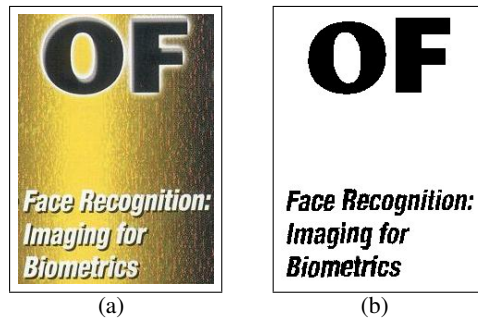 OF
OF
Face Recognition:
Imaging for
Biometrics
Face Recognition:
Imaging for
Biometrics
(a)
(b)